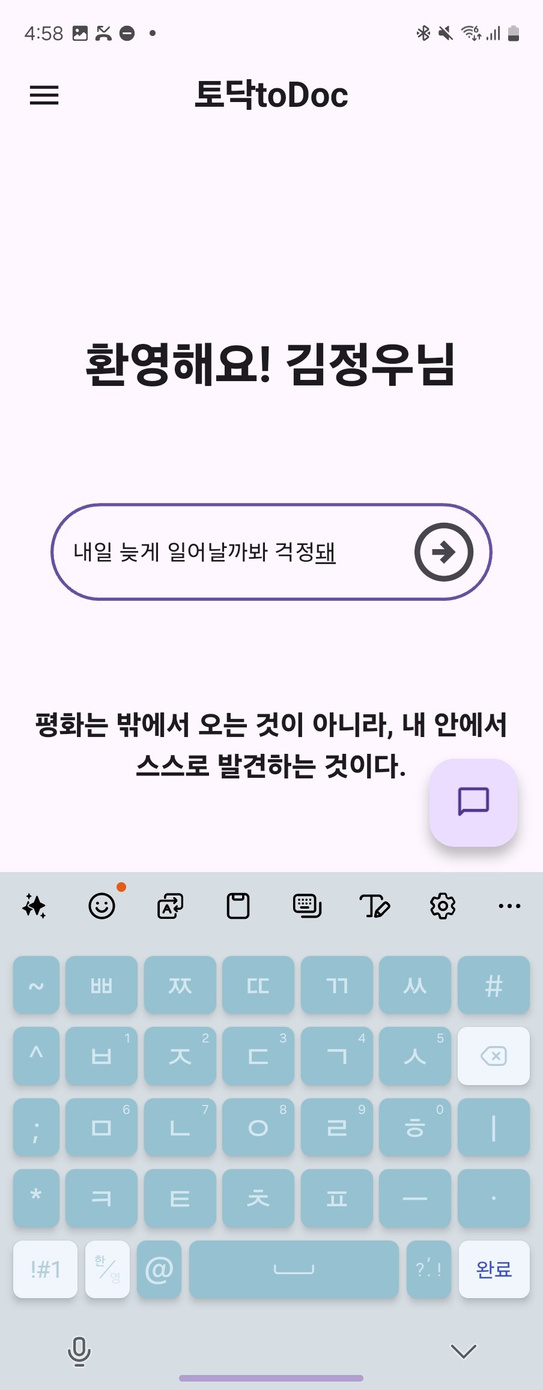 4:58
토닥toDoc
환영해요! 김정우님
내일 늦게 일어날까봐 걱정돼
평화는 밖에서 오는 것이 아니라, 내 안에서
스스로 발견하는 것이다.
~ ㅃ ㅉ ㄸ ㄲ ㅆ #
^ ㅂ 1 ㅈ 2 ㄷ 3 ㄱ 4 ㅅ 5
; ㅁ 6 ㄴ 7 ㅇ 8 ㄹ 9 ㅎ 0 ㅣ
* ㅋ ㅌ ㅊ ㅍ ㅡ ·
!#1 한/영 @ ?,.! 완료